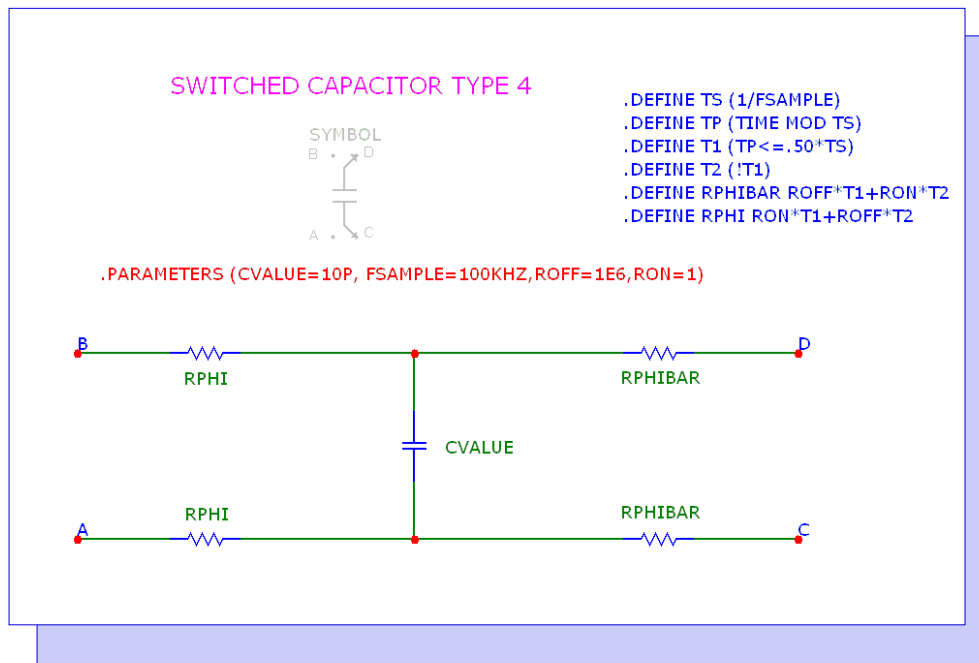 SWITCHED CAPACITOR TYPE 4
SYMBOL
B
D
A
C
.DEFINE TS (1/FSAMPLE)
.DEFINE TP (TIME MOD TS)
.DEFINE T1 (TP<=.50*TS)
.DEFINE T2 (!T1)
.DEFINE RPHIBAR ROFF*T1+RON*T2
.DEFINE RPHI RON*T1+ROFF*T2
.PARAMETERS (CVALUE=10P, FSAMPLE=100KHZ,ROFF=1E6,RON=1)
B
D
RPHI
RPHIBAR
CVALUE
RPHI
RPHIBAR
A
C